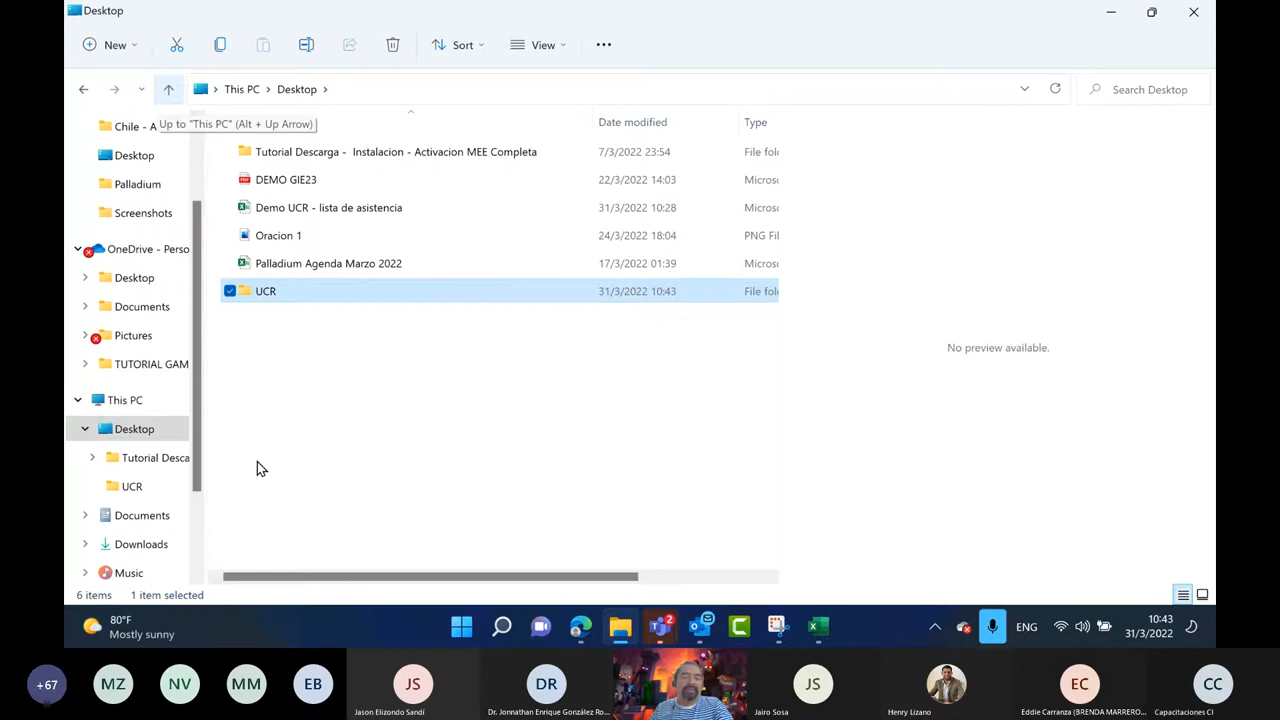 Desktop
New
Sort
View
This PC > Desktop >
Search Desktop
Up to "This PC" (Alt + Up Arrow)
Date modified
Type
Chile - A
Desktop
Palladium
Screenshots
OneDrive - Perso
Desktop
Documents
Pictures
TUTORIAL GAM
This PC
Desktop
Tutorial Desca
UCR
Documents
Downloads
Music
Tutorial Descarga - Instalacion - Activacion MEE Completa 7/3/2022 23:54 File fol
DEMO GIE23 22/3/2022 14:03 Micros
Demo UCR - lista de asistencia 31/3/2022 10:28 Micros
Oracion 1 24/3/2022 18:04 PNG Fi
Palladium Agenda Marzo 2022 17/3/2022 01:39 Micros
UCR 31/3/2022 10:43 File fol
No preview available.
6 items 1 item selected
80°F
Mostly sunny
2
ENG
10:43
31/3/2022
+67
MZ
NV
MM
EB
JS
Jason Elizondo Sandí
DR
Dr. Jonnathan Enrique González Ro...
JS
Jairo Sosa
Henry Lizano
EC
Eddie Carranza (BRENDA MARRERO...
CC
Capacitaciones CI